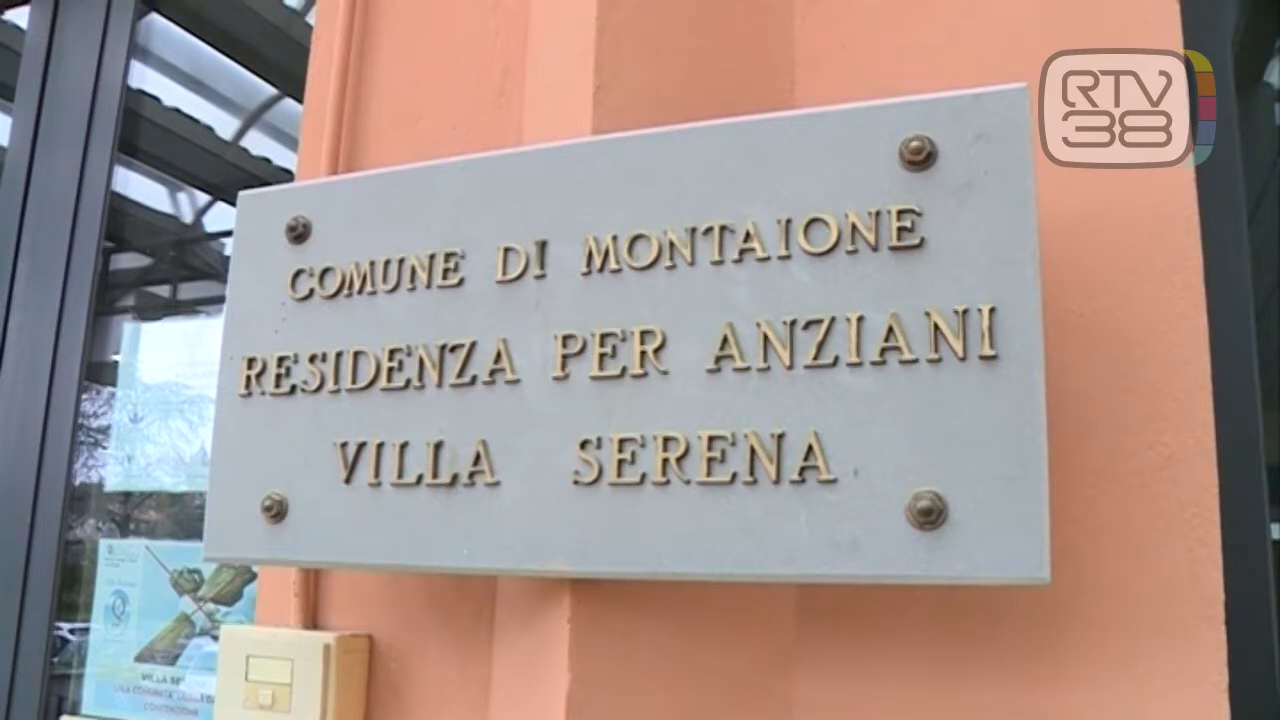 RTV
38
COMUNE DI MONTAIONE
RESIDENZA PER ANZIANI
VILLA SERENA